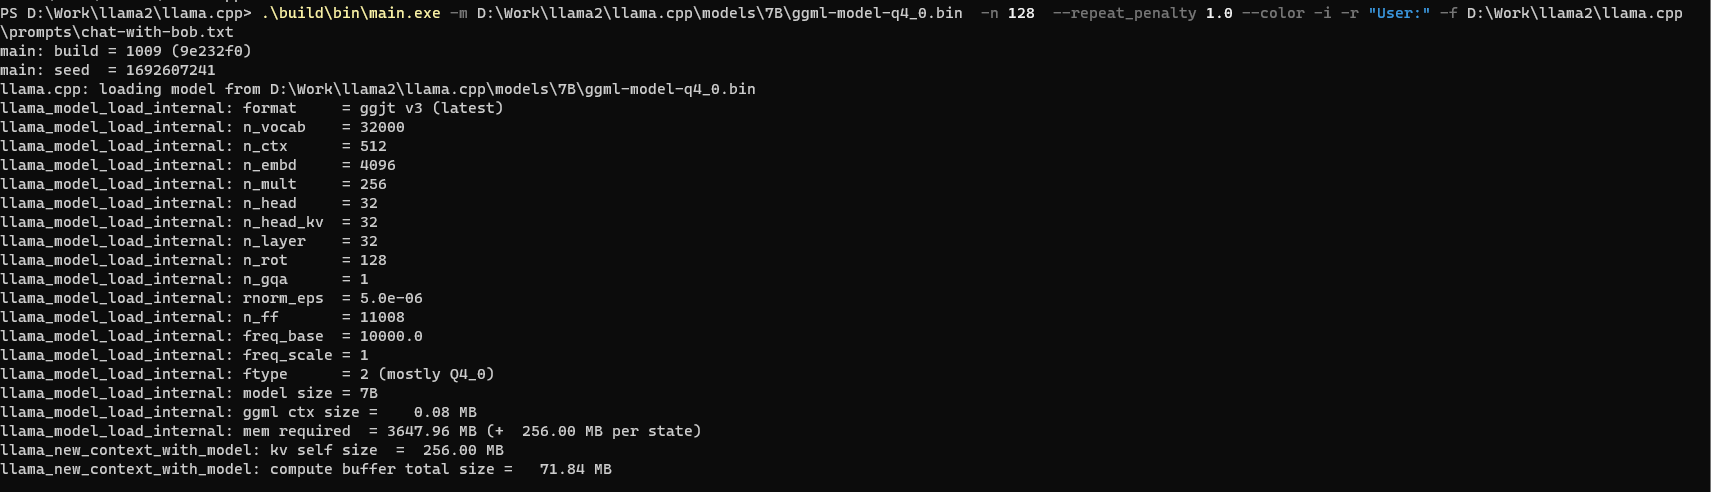 PS D:\Work\llama2\llama.cpp> .\build\bin\main.exe -m D:\Work\llama2\llama.cpp\models\7B\ggml-model-q4_0.bin  -n 128  --repeat_penalty 1.0 --color -i -r "User:" -f D:\Work\llama2\llama.cpp
\prompts\chat-with-bob.txt
main: build = 1009 (9e232f0)
main: seed  = 1692607241
llama.cpp: loading model from D:\Work\llama2\llama.cpp\models\7B\ggml-model-q4_0.bin
llama_model_load_internal: format     = ggjt v3 (latest)
llama_model_load_internal: n_vocab    = 32000
llama_model_load_internal: n_ctx      = 512
llama_model_load_internal: n_embd     = 4096
llama_model_load_internal: n_mult     = 256
llama_model_load_internal: n_head     = 32
llama_model_load_internal: n_head_kv  = 32
llama_model_load_internal: n_layer    = 32
llama_model_load_internal: n_rot      = 128
llama_model_load_internal: n_gqa      = 1
llama_model_load_internal: rnorm_eps  = 5.0e-06
llama_model_load_internal: n_ff       = 11008
llama_model_load_internal: freq_base  = 10000.0
llama_model_load_internal: freq_scale = 1
llama_model_load_internal: ftype      = 2 (mostly Q4_0)
llama_model_load_internal: model size = 7B
llama_model_load_internal: ggml ctx size =    0.08 MB
llama_model_load_internal: mem required  = 3647.96 MB (+  256.00 MB per state)
llama_new_context_with_model: kv self size  =  256.00 MB
llama_new_context_with_model: compute buffer total size =   71.84 MB